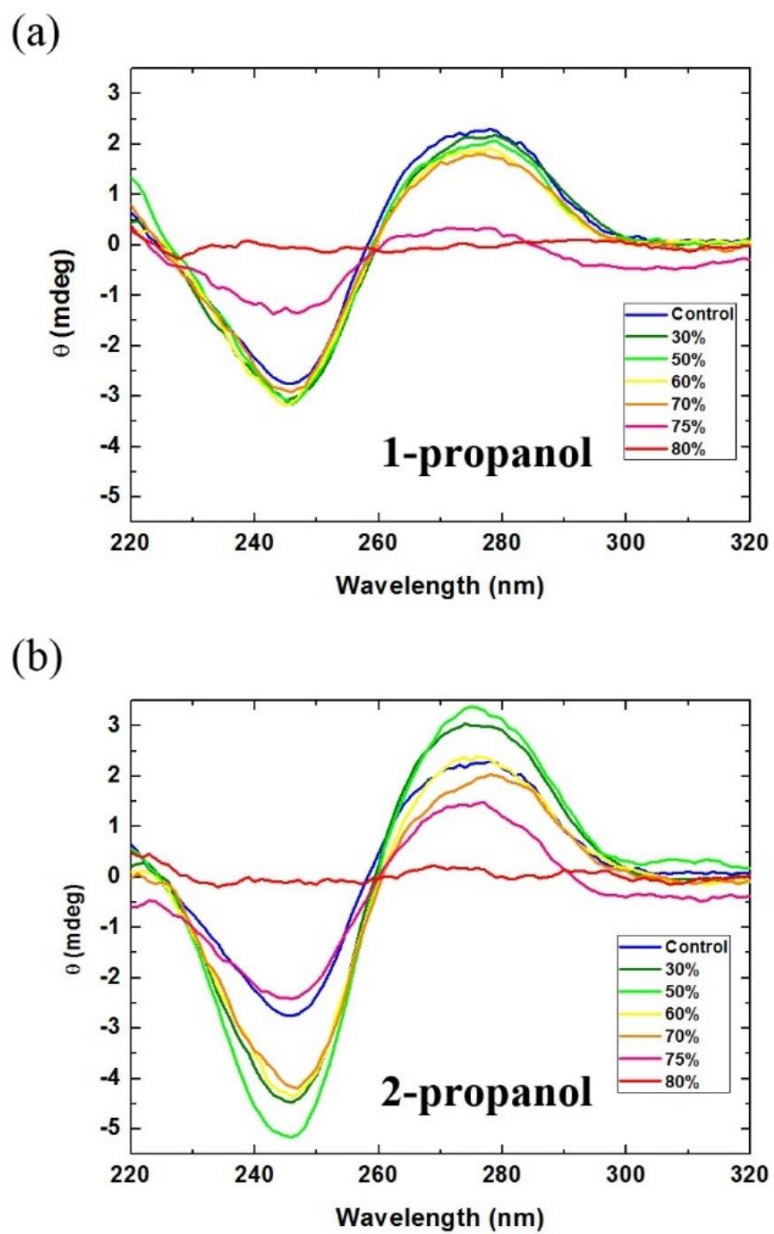 (a)
3
2
1
0
-1
-2
-3
-4
-5
θ (mdeg)
Control
30%
50%
60%
70%
75%
80%
1-propanol
220 240 260 280 300 320
Wavelength (nm)
(b)
3
2
1
0
-1
-2
-3
-4
-5
θ (mdeg)
Control
30%
50%
60%
70%
75%
80%
2-propanol
220 240 260 280 300 320
Wavelength (nm)